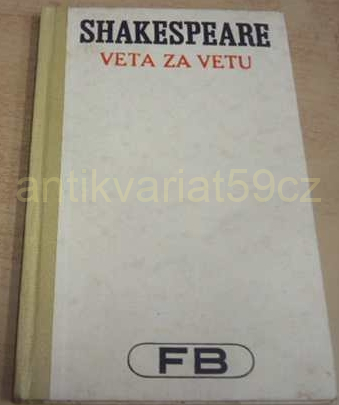 SHAKESPEARE
VETA ZA VETU
antikvariat59cz
FB